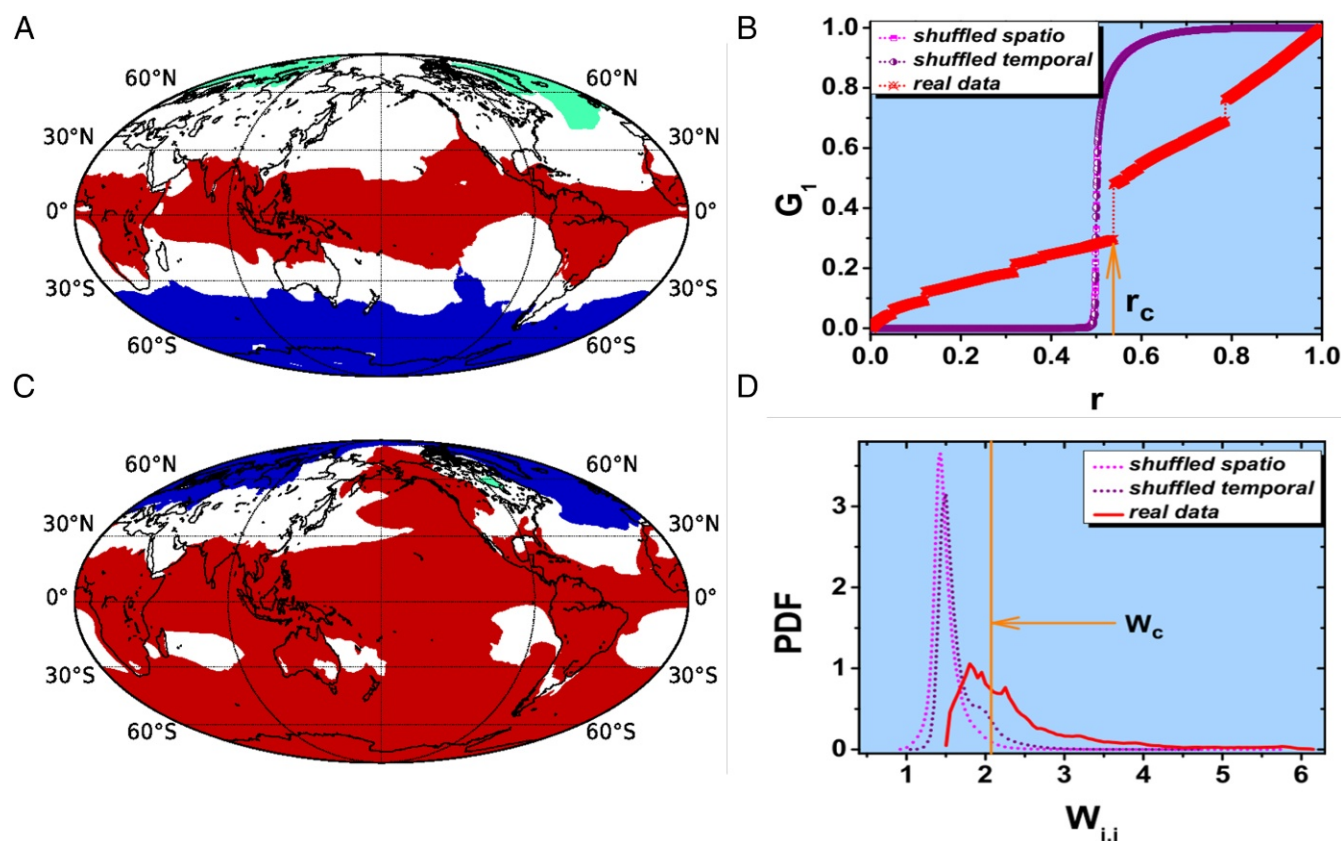 A
60°N
60°N
30°N
30°N
0°
0°
30°S
30°S
60°S
60°S
B
shuffled spatio
shuffled temporal
real data
1.0
0.8
0.6
0.4
0.2
0.0
G1
rc
0.0 0.2 0.4 0.6 0.8 1.0
r
C
60°N
60°N
30°N
30°N
0°
0°
30°S
30°S
60°S
60°S
D
shuffled spatio
shuffled temporal
real data
3
2
1
0
PDF
Wc
1 2 3 4 5 6
Wi,j